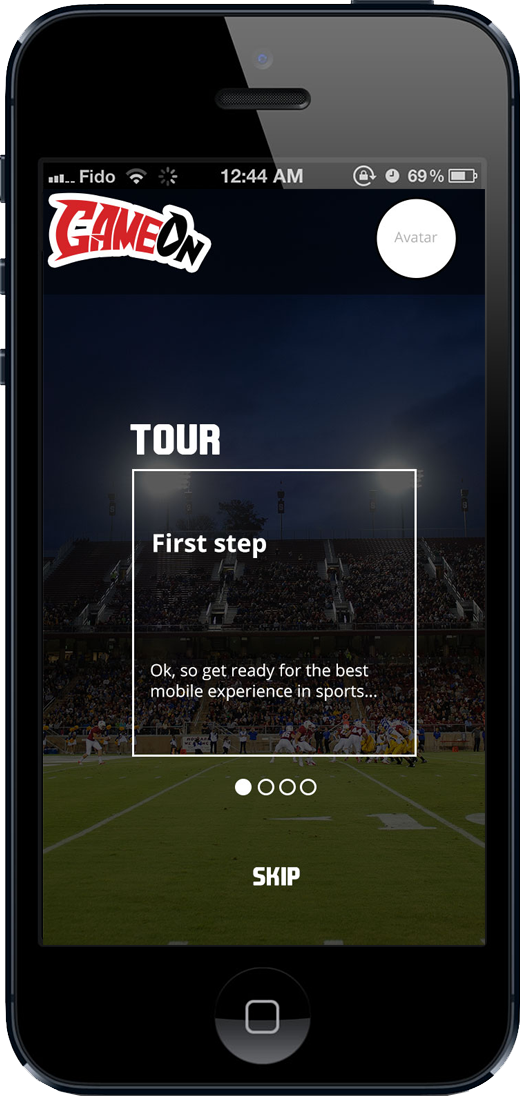 Fido 12:44 AM 69%
GAMEON
Avatar
TOUR
First step
Ok, so get ready for the best
mobile experience in sports...
1
SKIP